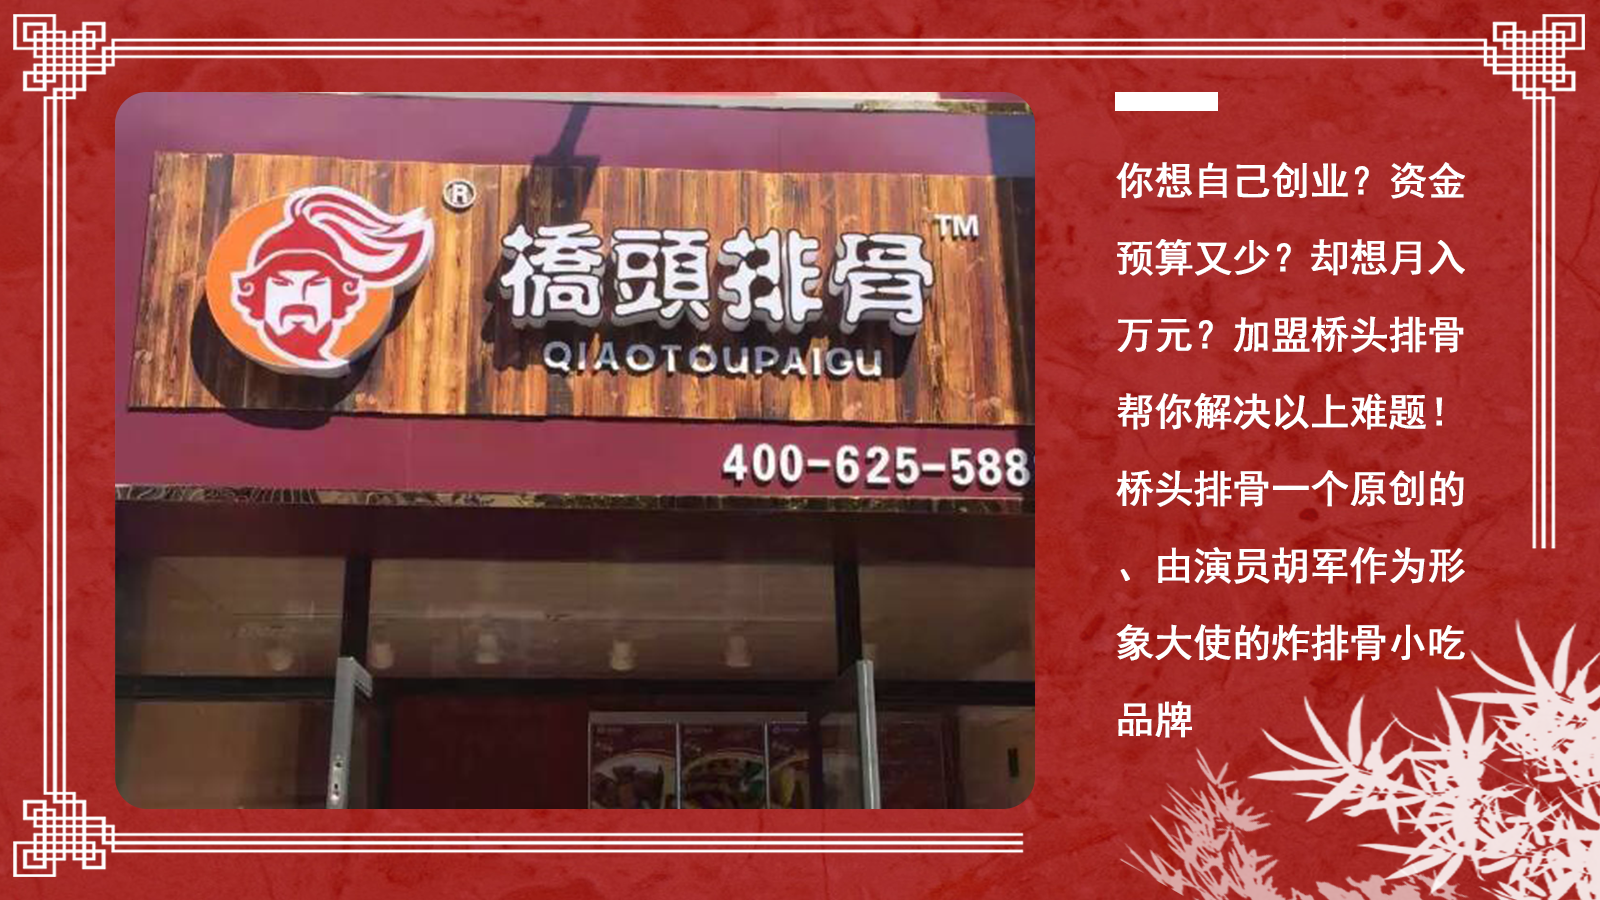 ®
橋頭排骨
TM
QIAOTOUPAIGU
400-625-588
你想自己创业？资金
预算又少？却想月入
万元？加盟桥头排骨
帮你解决以上难题！
桥头排骨一个原创的
、由演员胡军作为形
象大使的炸排骨小吃
品牌